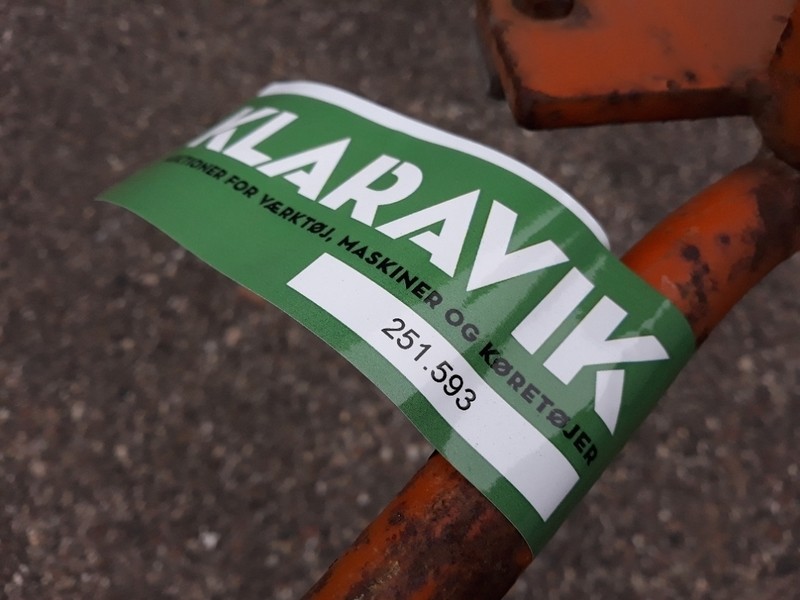 KLARAVIK
AUKTIONER FOR VÆRKTØJ, MASKINER OG KØRETØJER
251.593